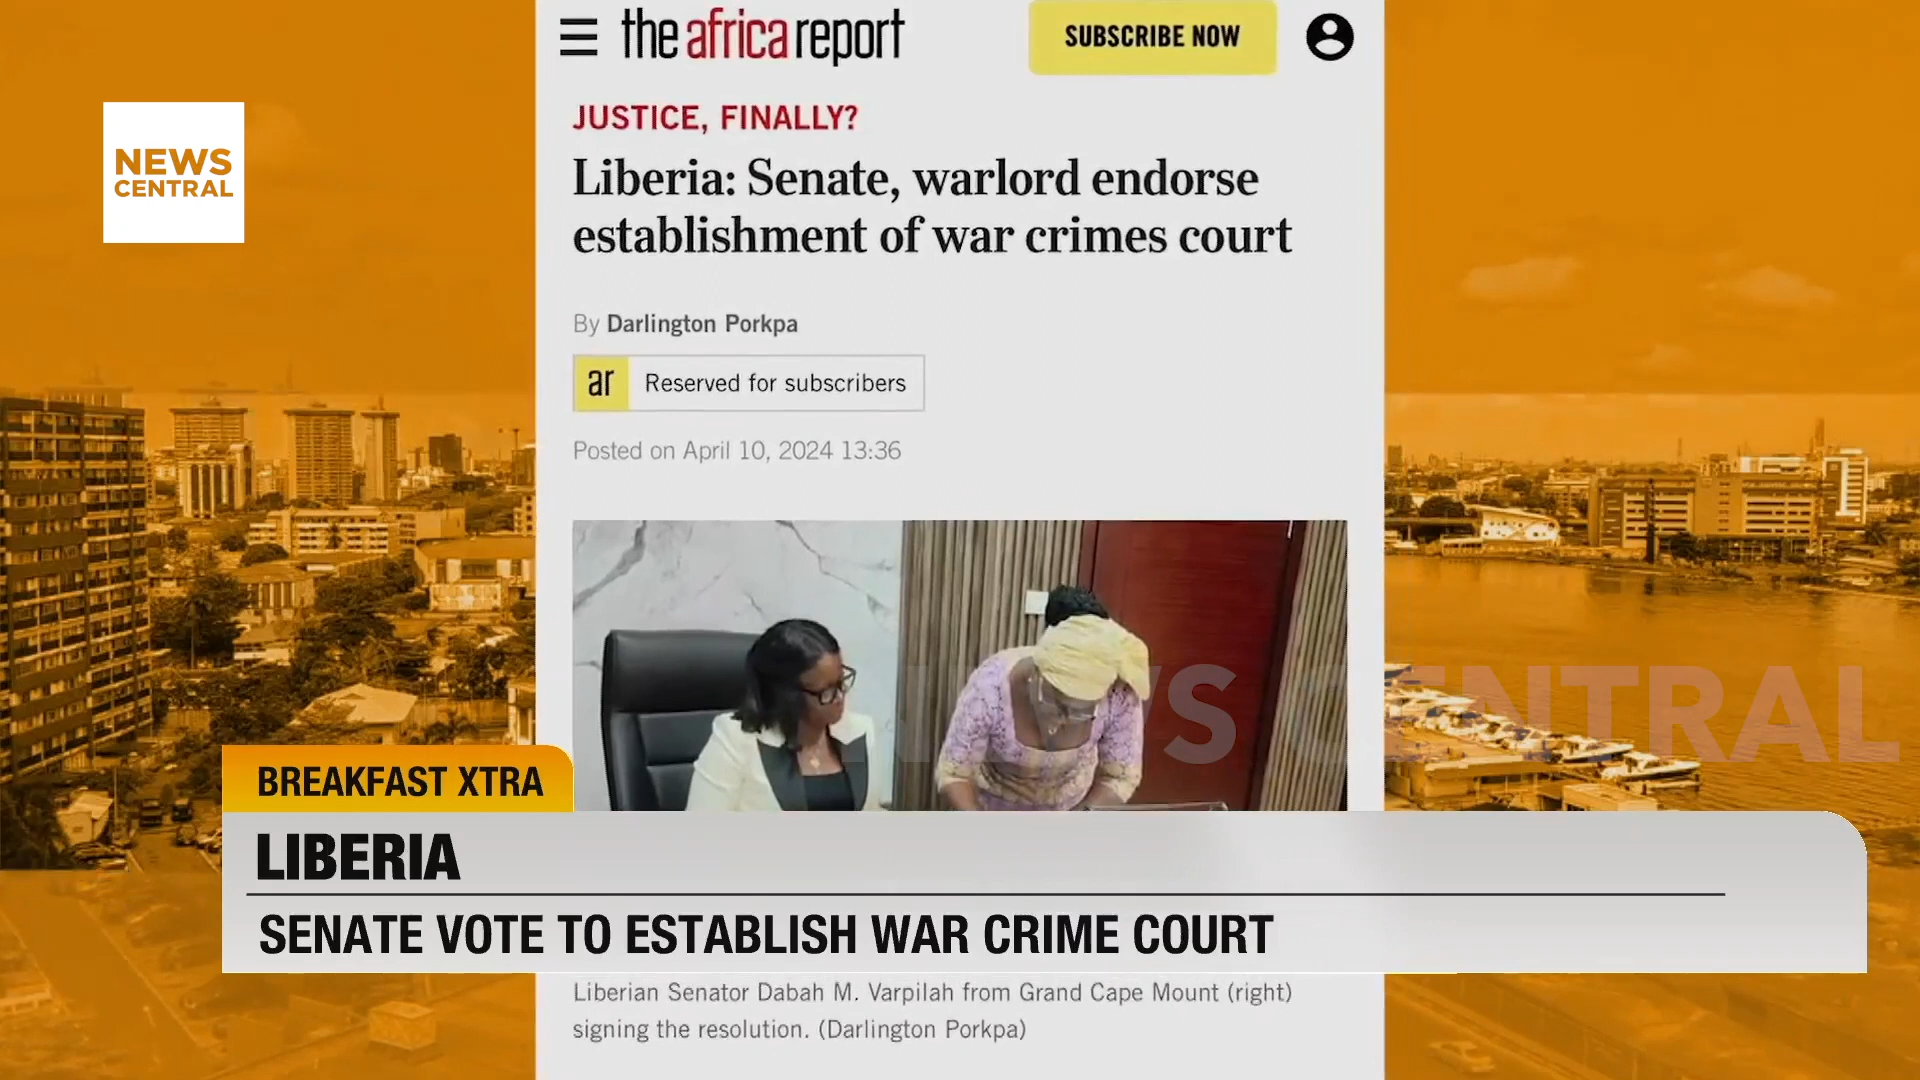 the africa report
SUBSCRIBE NOW
NEWS
CENTRAL
JUSTICE, FINALLY?
Liberia: Senate, warlord endorse
establishment of war crimes court
By Darlington Porkpa
ar Reserved for subscribers
Posted on April 10, 2024 13:36
NEWS CENTRAL
BREAKFAST XTRA
LIBERIA
SENATE VOTE TO ESTABLISH WAR CRIME COURT
Liberian Senator Dabah M. Varpilah from Grand Cape Mount (right)
signing the resolution. (Darlington Porkpa)